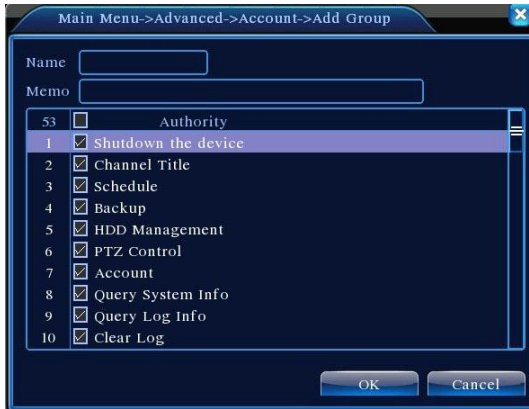 Main Menu->Advanced->Account->Add Group
Name
Memo
53 Authority
1 Shutdown the device
2 Channel Title
3 Schedule
4 Backup
5 HDD Management
6 PTZ Control
7 Account
8 Query System Info
9 Query Log Info
10 Clear Log
OK Cancel